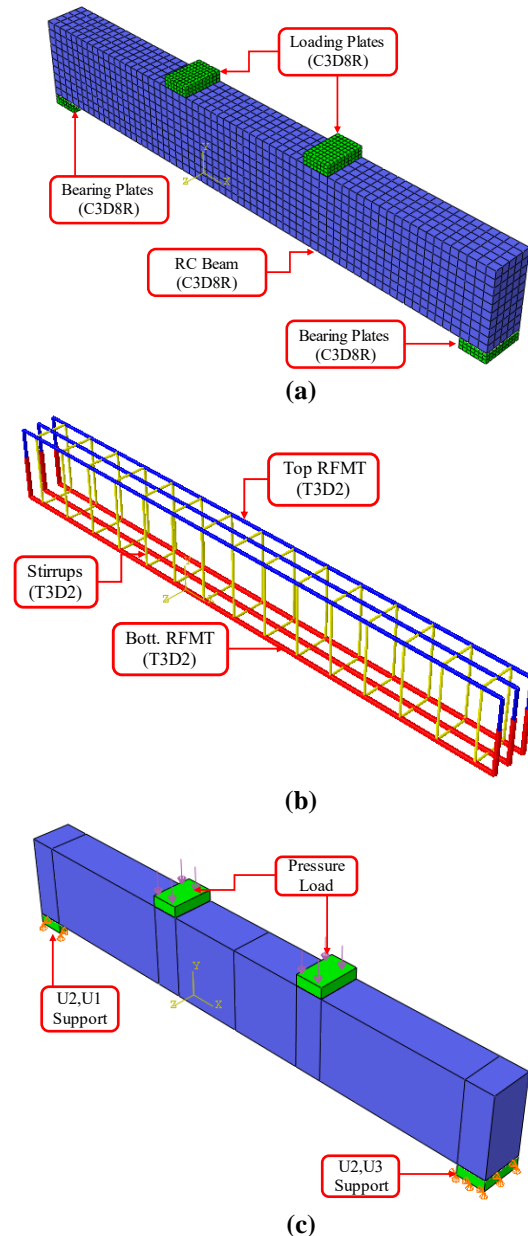 Loading Plates
(C3D8R)
Y
Z
X
Bearing Plates
(C3D8R)
RC Beam
(C3D8R)
Bearing Plates
(C3D8R)
(a)
Top RFMT
(T3D2)
Stirrups
(T3D2)
Z
Bott. RFMT
(T3D2)
(b)
Pressure
Load
Y
Z
X
U2,U1
Support
U2,U3
Support
(c)